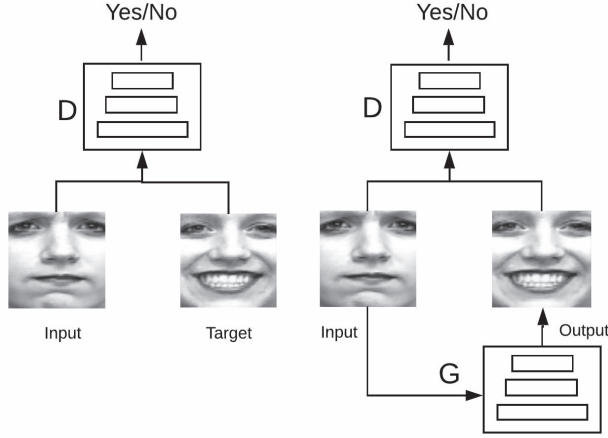 Yes/No
Yes/No
D
D
Input
Target
Input
Output
G